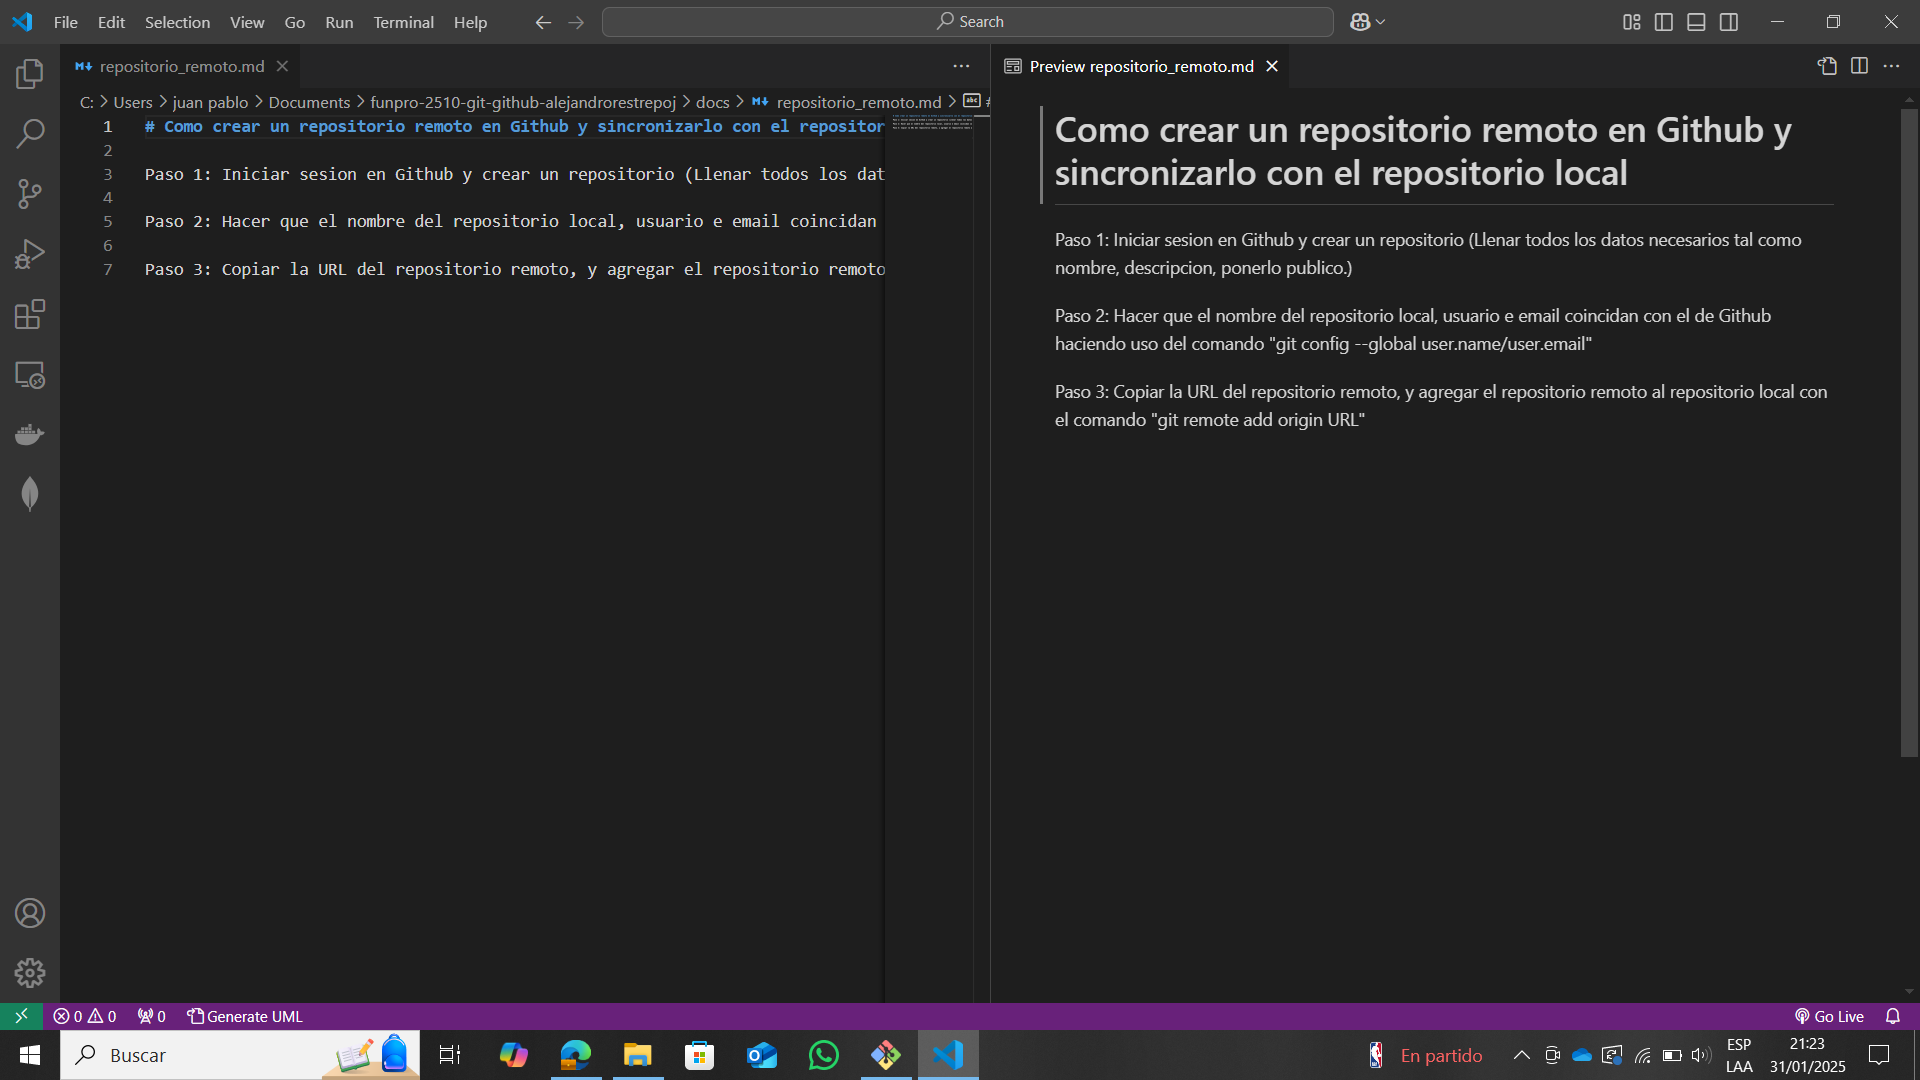 File Edit Selection View Go Run Terminal Help
Search
repositorio_remoto.md
Preview repositorio_remoto.md
C: > Users > juan pablo > Documents > funpro-2510-git-github-alejandrorestrepoj > docs > repositorio_remoto.md >
1 # Como crear un repositorio remoto en Github y sincronizarlo con el repositor
2
3 Paso 1: Iniciar sesion en Github y crear un repositorio (Llenar todos los dat
4
5 Paso 2: Hacer que el nombre del repositorio local, usuario e email coincidan
6
7 Paso 3: Copiar la URL del repositorio remoto, y agregar el repositorio remoto
Como crear un repositorio remoto en Github y
sincronizarlo con el repositorio local
Paso 1: Iniciar sesion en Github y crear un repositorio (Llenar todos los datos necesarios tal como
nombre, descripcion, ponerlo publico.)
Paso 2: Hacer que el nombre del repositorio local, usuario e email coincidan con el de Github
haciendo uso del comando "git config --global user.name/user.email"
Paso 3: Copiar la URL del repositorio remoto, y agregar el repositorio remoto al repositorio local con
el comando "git remote add origin URL"
0 0 0 Generate UML
Go Live
Buscar
En partido
ESP
LAA
21:23
31/01/2025